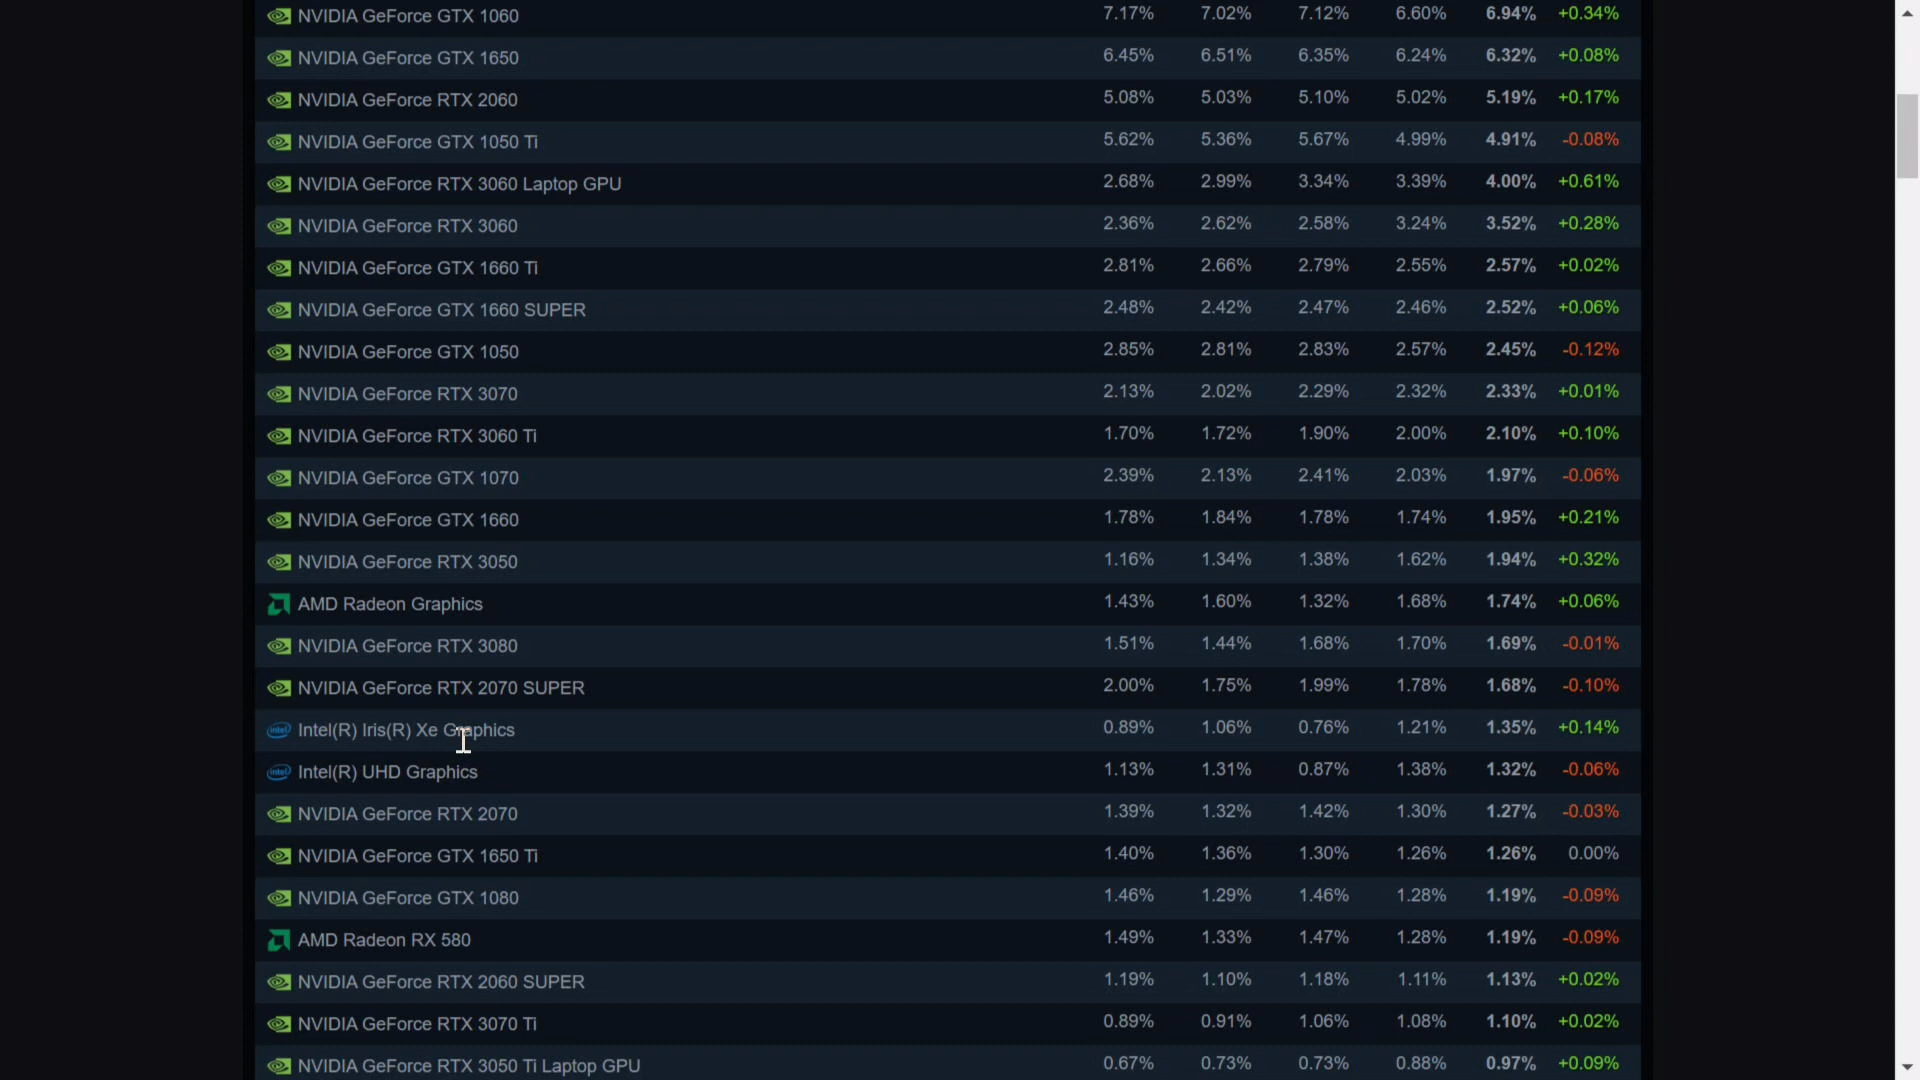 NVIDIA GeForce GTX 1060 7.17% 7.02% 7.12% 6.60% 6.94% +0.34%
NVIDIA GeForce GTX 1650 6.45% 6.51% 6.35% 6.24% 6.32% +0.08%
NVIDIA GeForce RTX 2060 5.08% 5.03% 5.10% 5.02% 5.19% +0.17%
NVIDIA GeForce GTX 1050 Ti 5.62% 5.36% 5.67% 4.99% 4.91% -0.08%
NVIDIA GeForce RTX 3060 Laptop GPU 2.68% 2.99% 3.34% 3.39% 4.00% +0.61%
NVIDIA GeForce RTX 3060 2.36% 2.62% 2.58% 3.24% 3.52% +0.28%
NVIDIA GeForce GTX 1660 Ti 2.81% 2.66% 2.79% 2.55% 2.57% +0.02%
NVIDIA GeForce GTX 1660 SUPER 2.48% 2.42% 2.47% 2.46% 2.52% +0.06%
NVIDIA GeForce GTX 1050 2.85% 2.81% 2.83% 2.57% 2.45% -0.12%
NVIDIA GeForce RTX 3070 2.13% 2.02% 2.29% 2.32% 2.33% +0.01%
NVIDIA GeForce RTX 3060 Ti 1.70% 1.72% 1.90% 2.00% 2.10% +0.10%
NVIDIA GeForce GTX 1070 2.39% 2.13% 2.41% 2.03% 1.97% -0.06%
NVIDIA GeForce GTX 1660 1.78% 1.84% 1.78% 1.74% 1.95% +0.21%
NVIDIA GeForce RTX 3050 1.16% 1.34% 1.38% 1.62% 1.94% +0.32%
AMD Radeon Graphics 1.43% 1.60% 1.32% 1.68% 1.74% +0.06%
NVIDIA GeForce RTX 3080 1.51% 1.44% 1.68% 1.70% 1.69% -0.01%
NVIDIA GeForce RTX 2070 SUPER 2.00% 1.75% 1.99% 1.78% 1.68% -0.10%
intel Intel(R) Iris(R) Xe Graphics 0.89% 1.06% 0.76% 1.21% 1.35% +0.14%
intel Intel(R) UHD Graphics 1.13% 1.31% 0.87% 1.38% 1.32% -0.06%
NVIDIA GeForce RTX 2070 1.39% 1.32% 1.42% 1.30% 1.27% -0.03%
NVIDIA GeForce GTX 1650 Ti 1.40% 1.36% 1.30% 1.26% 1.26% 0.00%
NVIDIA GeForce GTX 1080 1.46% 1.29% 1.46% 1.28% 1.19% -0.09%
AMD Radeon RX 580 1.49% 1.33% 1.47% 1.28% 1.19% -0.09%
NVIDIA GeForce RTX 2060 SUPER 1.19% 1.10% 1.18% 1.11% 1.13% +0.02%
NVIDIA GeForce RTX 3070 Ti 0.89% 0.91% 1.06% 1.08% 1.10% +0.02%
NVIDIA GeForce RTX 3050 Ti Laptop GPU 0.67% 0.73% 0.73% 0.88% 0.97% +0.09%